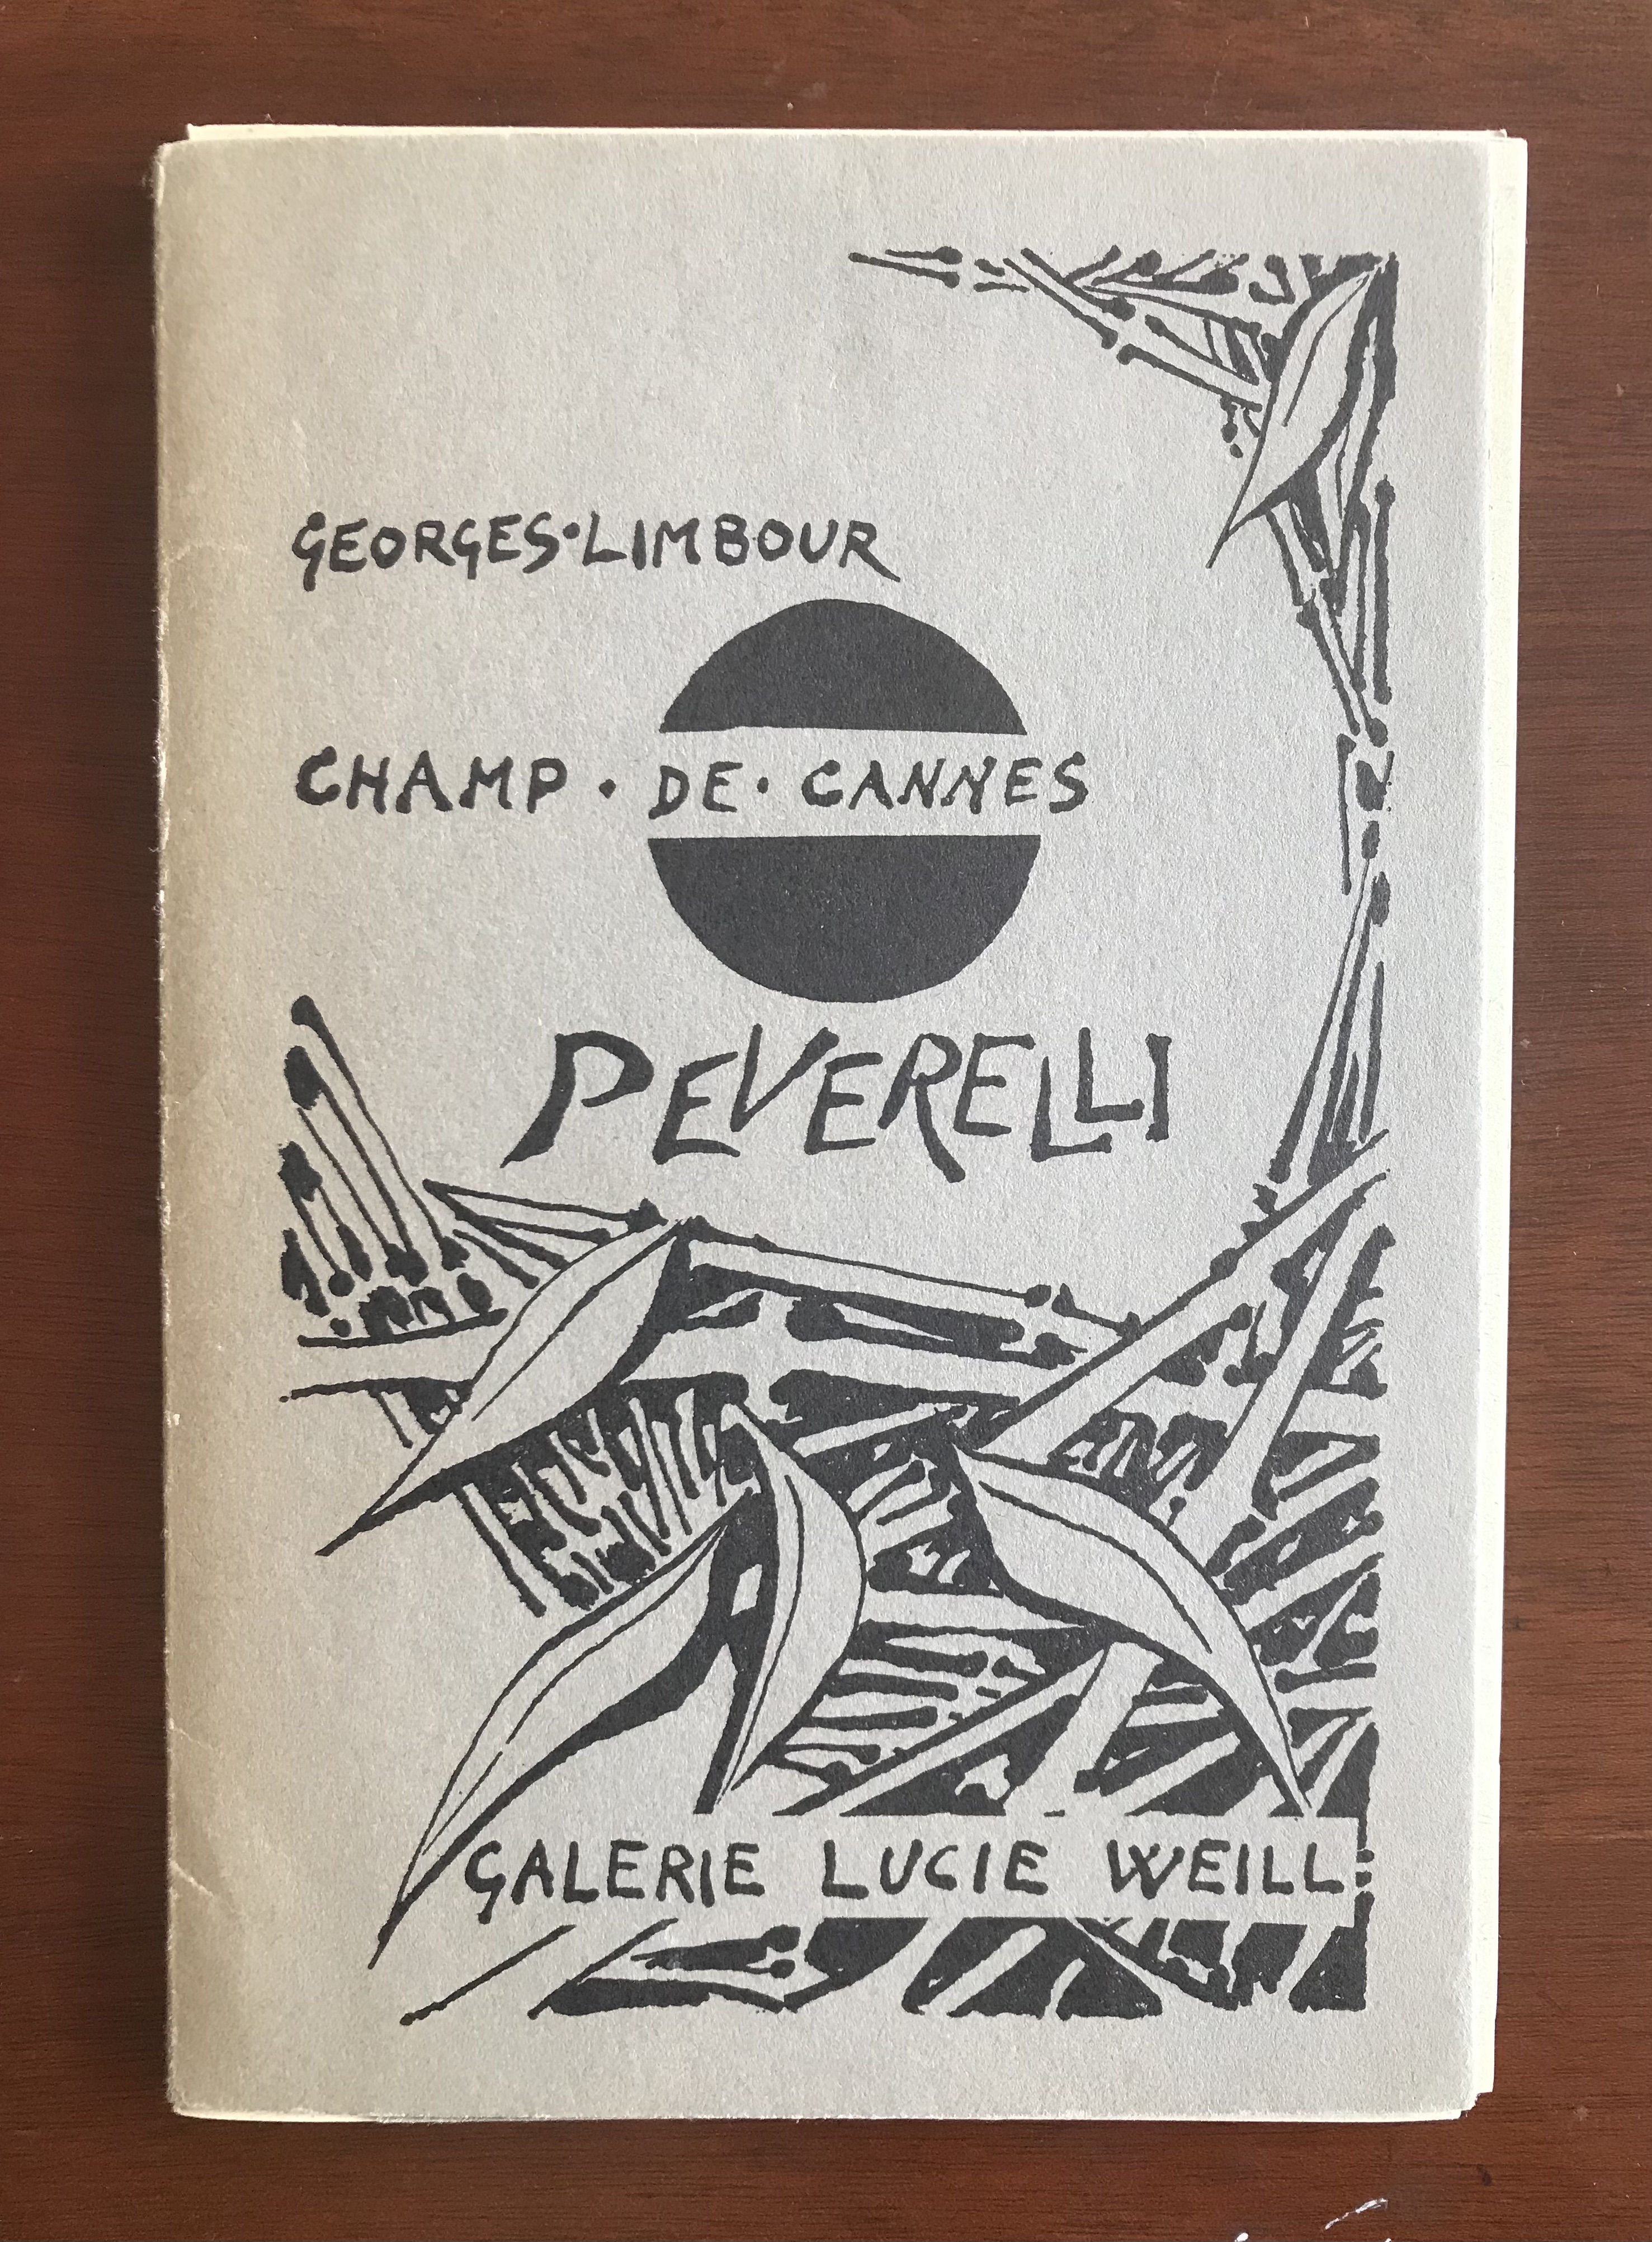 GEORGES·LIMBOUR
CHAMP · DE · CANNES
PEVERELLI
GALERIE LUCIE WEILL